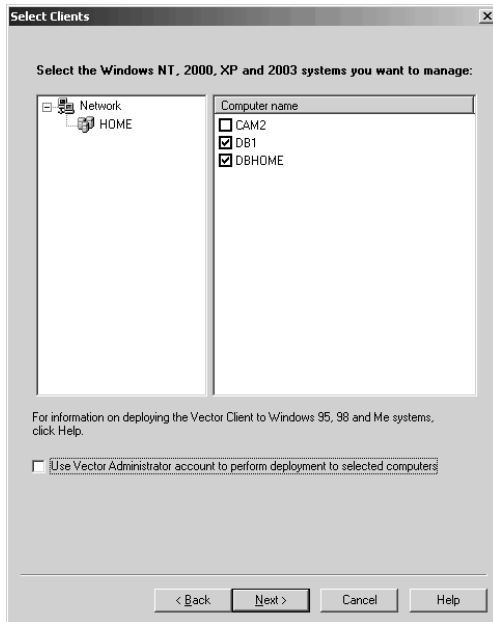 Select Clients
Select the Windows NT, 2000, XP and 2003 systems you want to manage:
Network
HOME
Computer name
CAM2
DB1
DBHOME
For information on deploying the Vector Client to Windows 95, 98 and Me systems,
click Help.
Use Vector Administrator account to perform deployment to selected computers
< Back
Next >
Cancel
Help